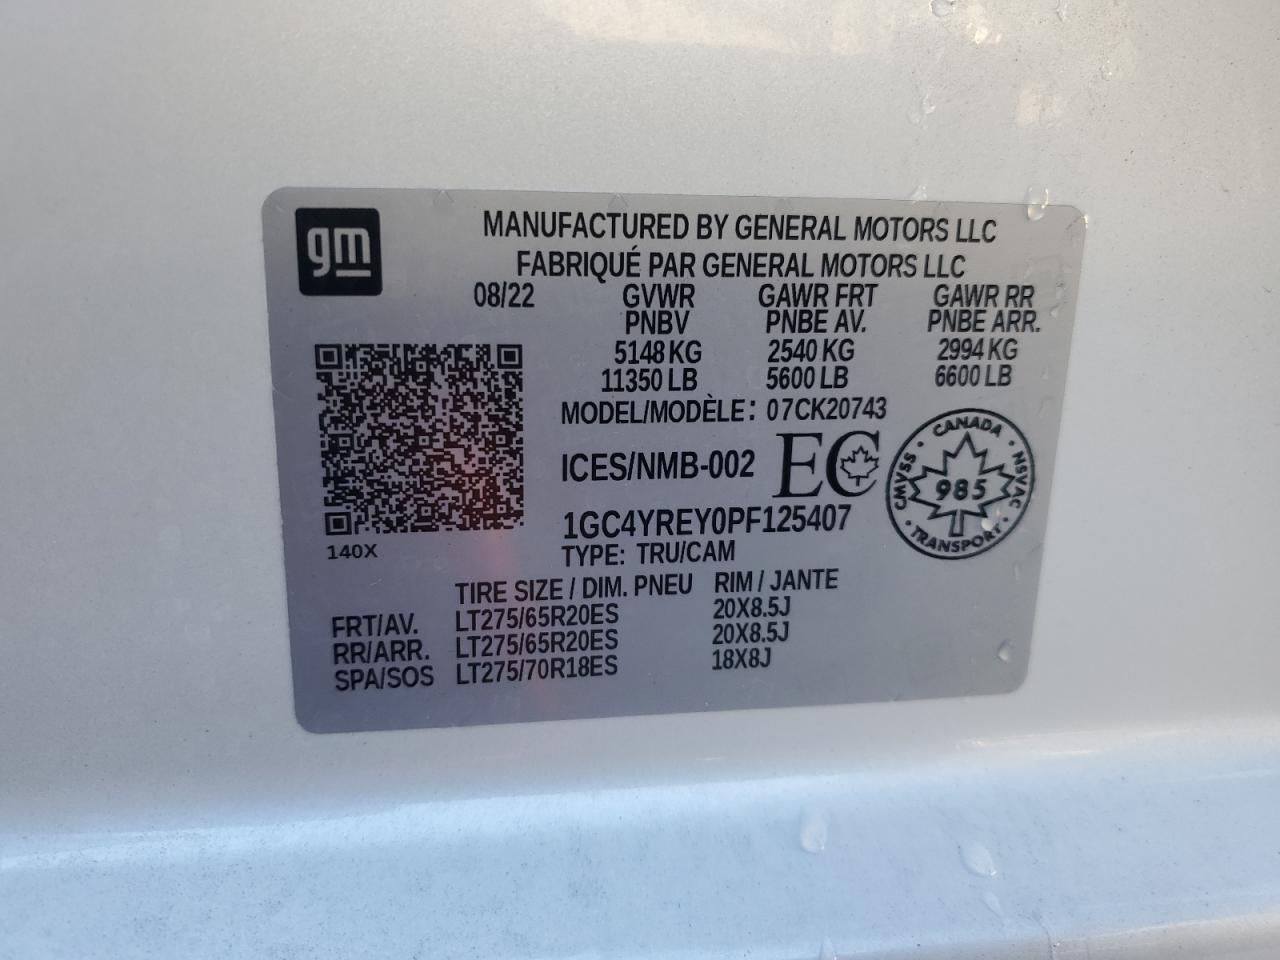 gm
MANUFACTURED BY GENERAL MOTORS LLC
FABRIQUÉ PAR GENERAL MOTORS LLC
08/22 GVWR GAWR FRT GAWR RR
PNBV PNBE AV. PNBE ARR.
5148 KG 2540 KG 2994 KG
11350 LB 5600 LB 6600 LB
MODEL/MODÈLE: 07CK20743
ICES/NMB-002 EC
CANADA
CMVSS 985 NSVAC
TRANSPORT
1GC4YREY0PF125407
140X
TYPE: TRU/CAM
TIRE SIZE / DIM. PNEU RIM / JANTE
FRT/AV. LT275/65R20ES 20X8.5J
RR/ARR. LT275/65R20ES 20X8.5J
SPA/SOS LT275/70R18ES 18X8J